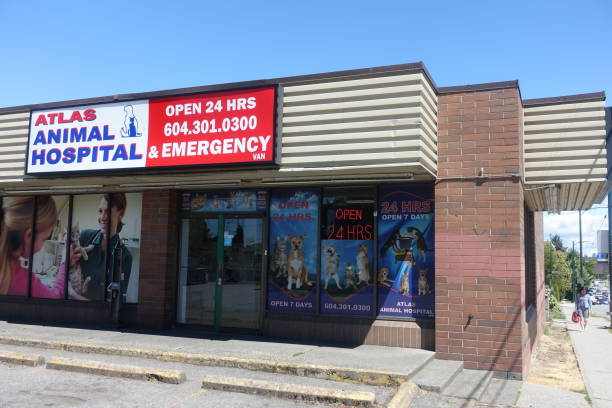 ATLAS
ANIMAL
HOSPITAL
OPEN 24 HRS
604.301.0300
& EMERGENCY
VAN
24 HRS
OPEN 7 DAYS
OPEN
24 HRS
604.301.0300
24 HRS
OPEN 7 DAYS
ATLAS
ANIMAL HOSPITAL